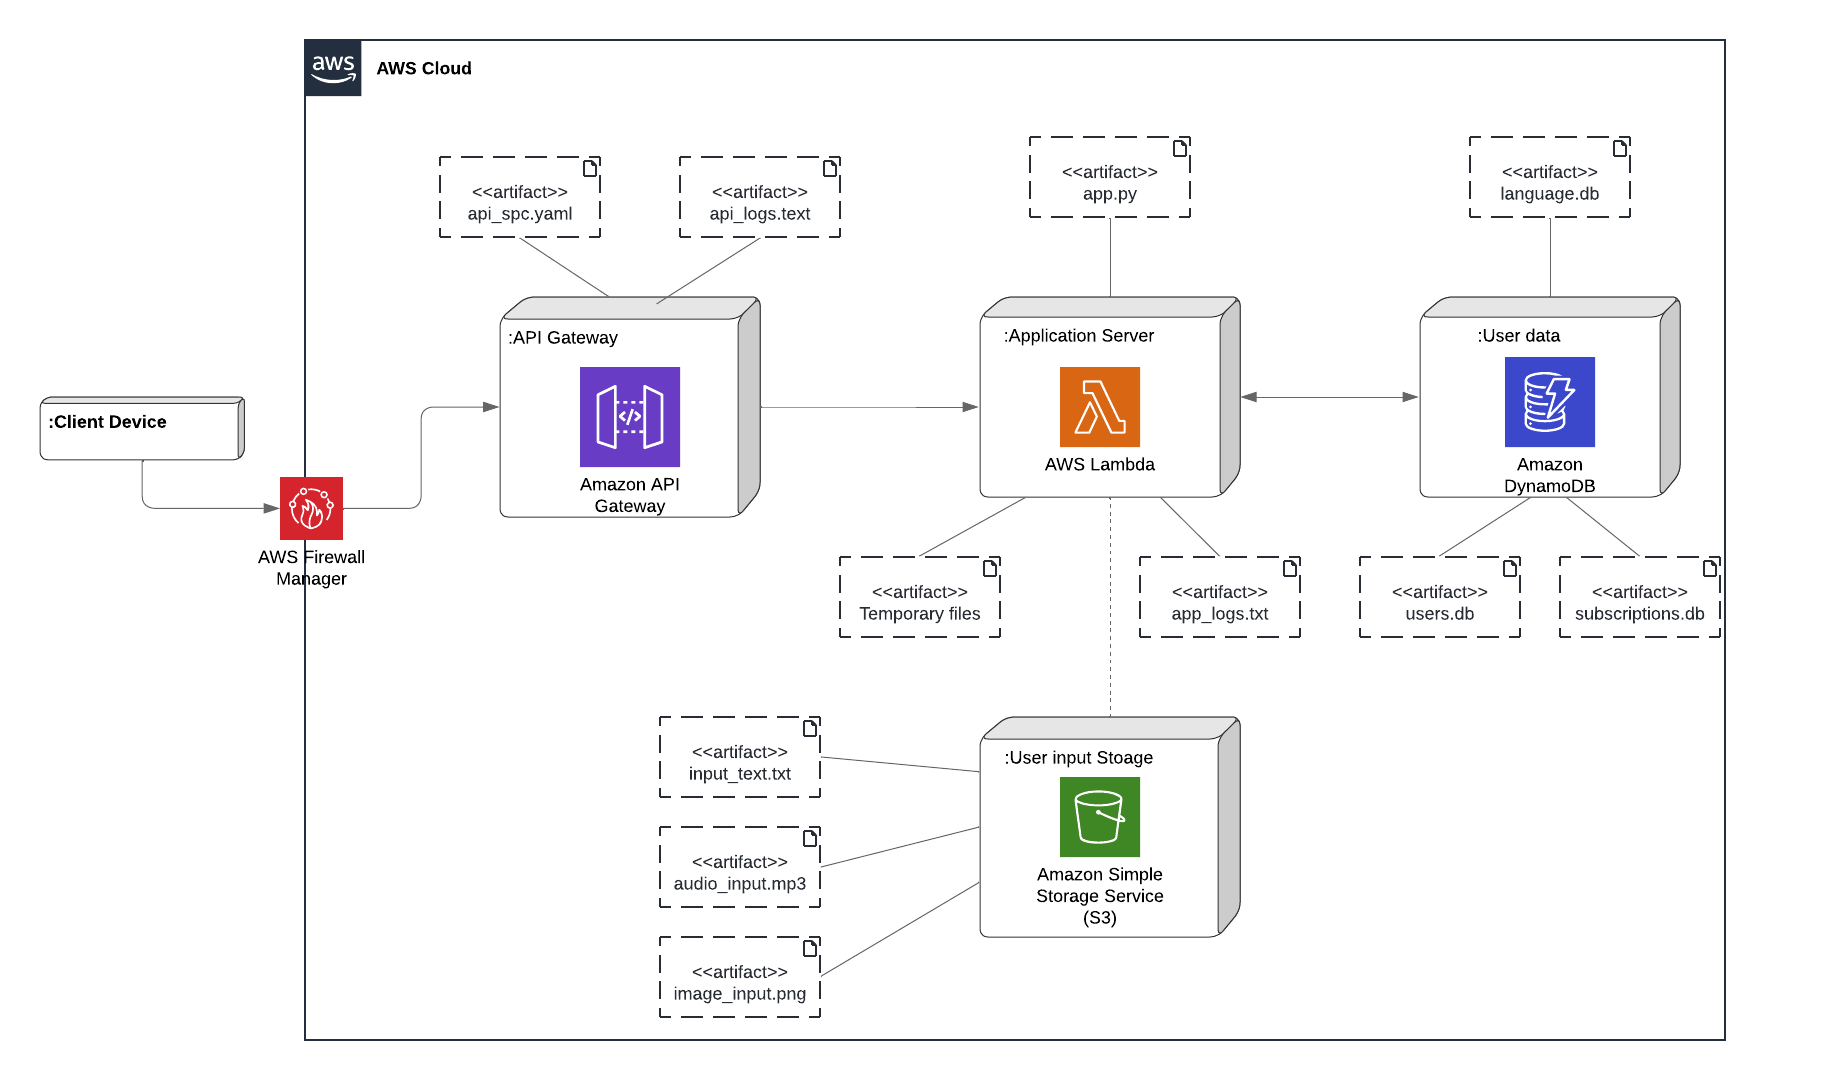 aws
AWS Cloud
<<artifact>>
api_spc.yaml
<<artifact>>
api_logs.text
<<artifact>>
app.py
<<artifact>>
language.db
:API Gateway
Amazon API
Gateway
:Application Server
AWS Lambda
:User data
Amazon
DynamoDB
:Client Device
AWS Firewall
Manager
<<artifact>>
Temporary files
<<artifact>>
app_logs.txt
<<artifact>>
users.db
<<artifact>>
subscriptions.db
<<artifact>>
input_text.txt
<<artifact>>
audio_input.mp3
<<artifact>>
image_input.png
:User input Stoage
Amazon Simple
Storage Service
(S3)